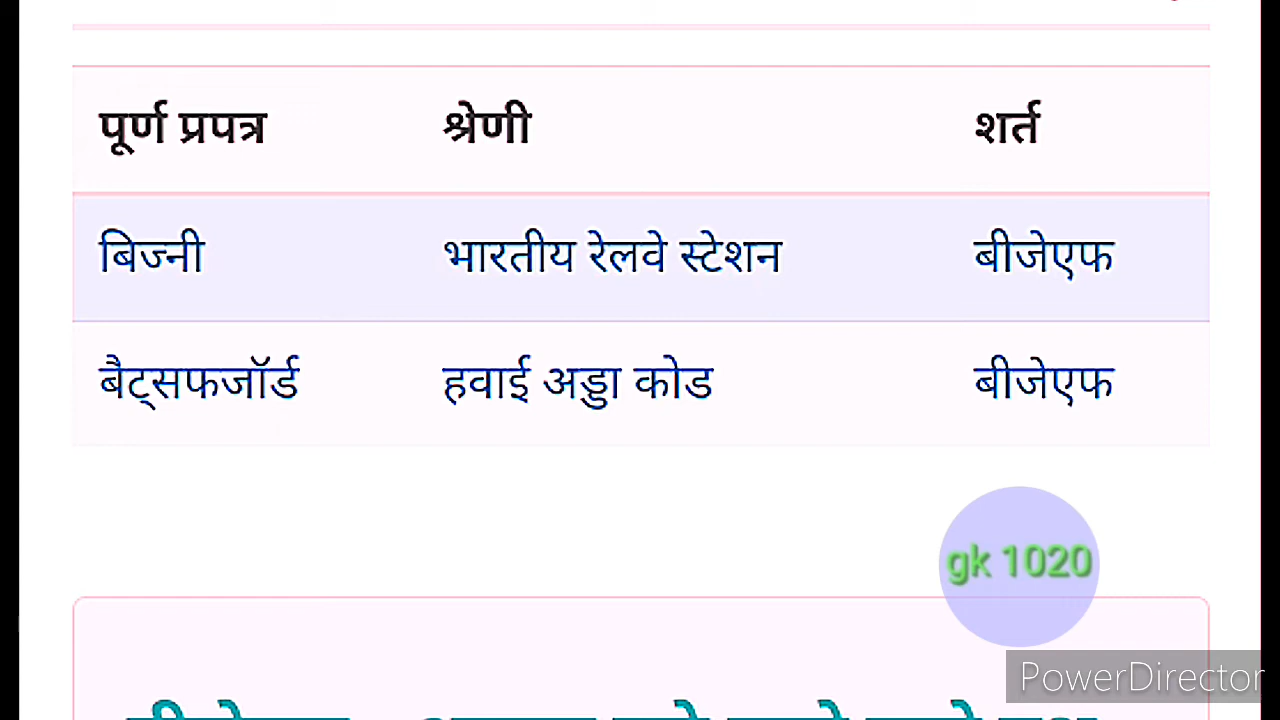 पूर्ण प्रपत्र श्रेणी शर्त
बिज्नी भारतीय रेलवे स्टेशन बीजेएफ
बैट्सफजॉर्ड हवाई अड्डा कोड बीजेएफ
gk 1020
PowerDirector